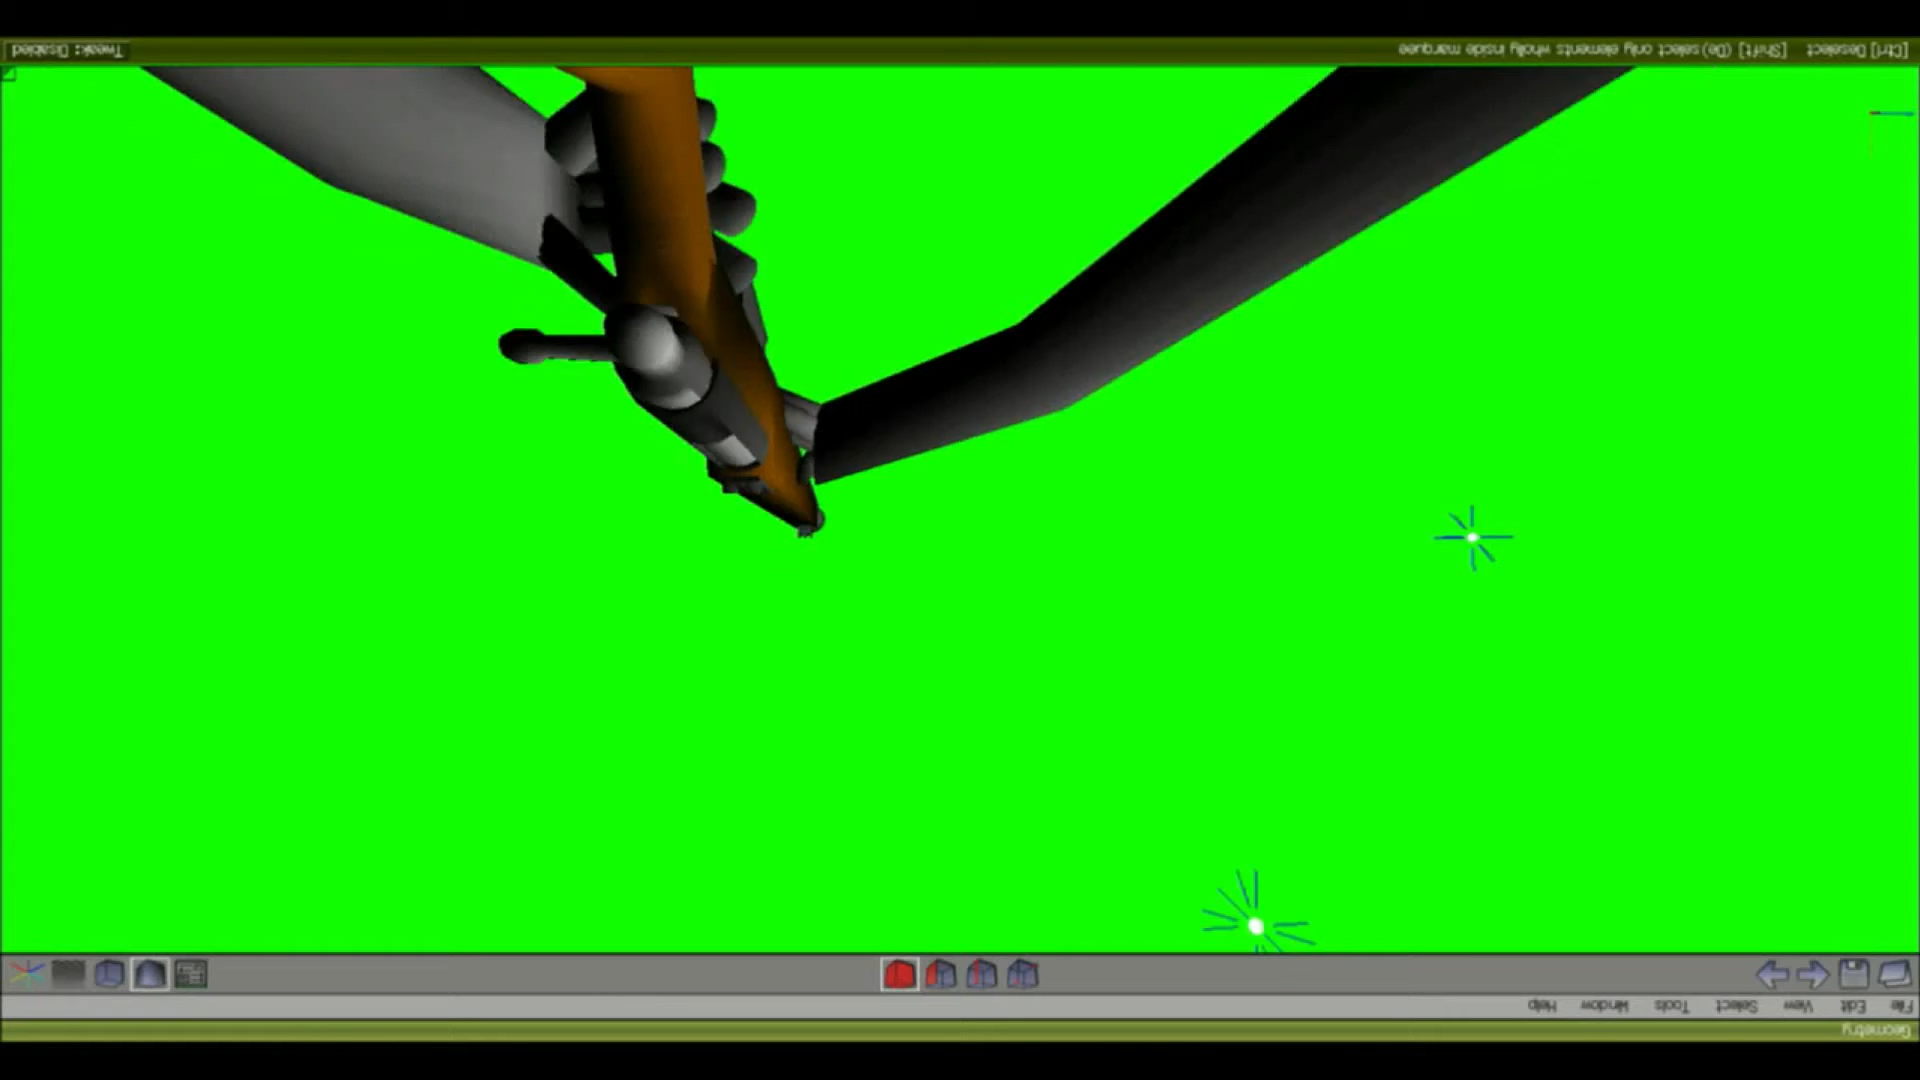 Geometry
File Edit View Select Tools Window Help
[Ctrl] Deselect [Shift] (De)select only elements wholly inside marquee
Tweak: Disabled